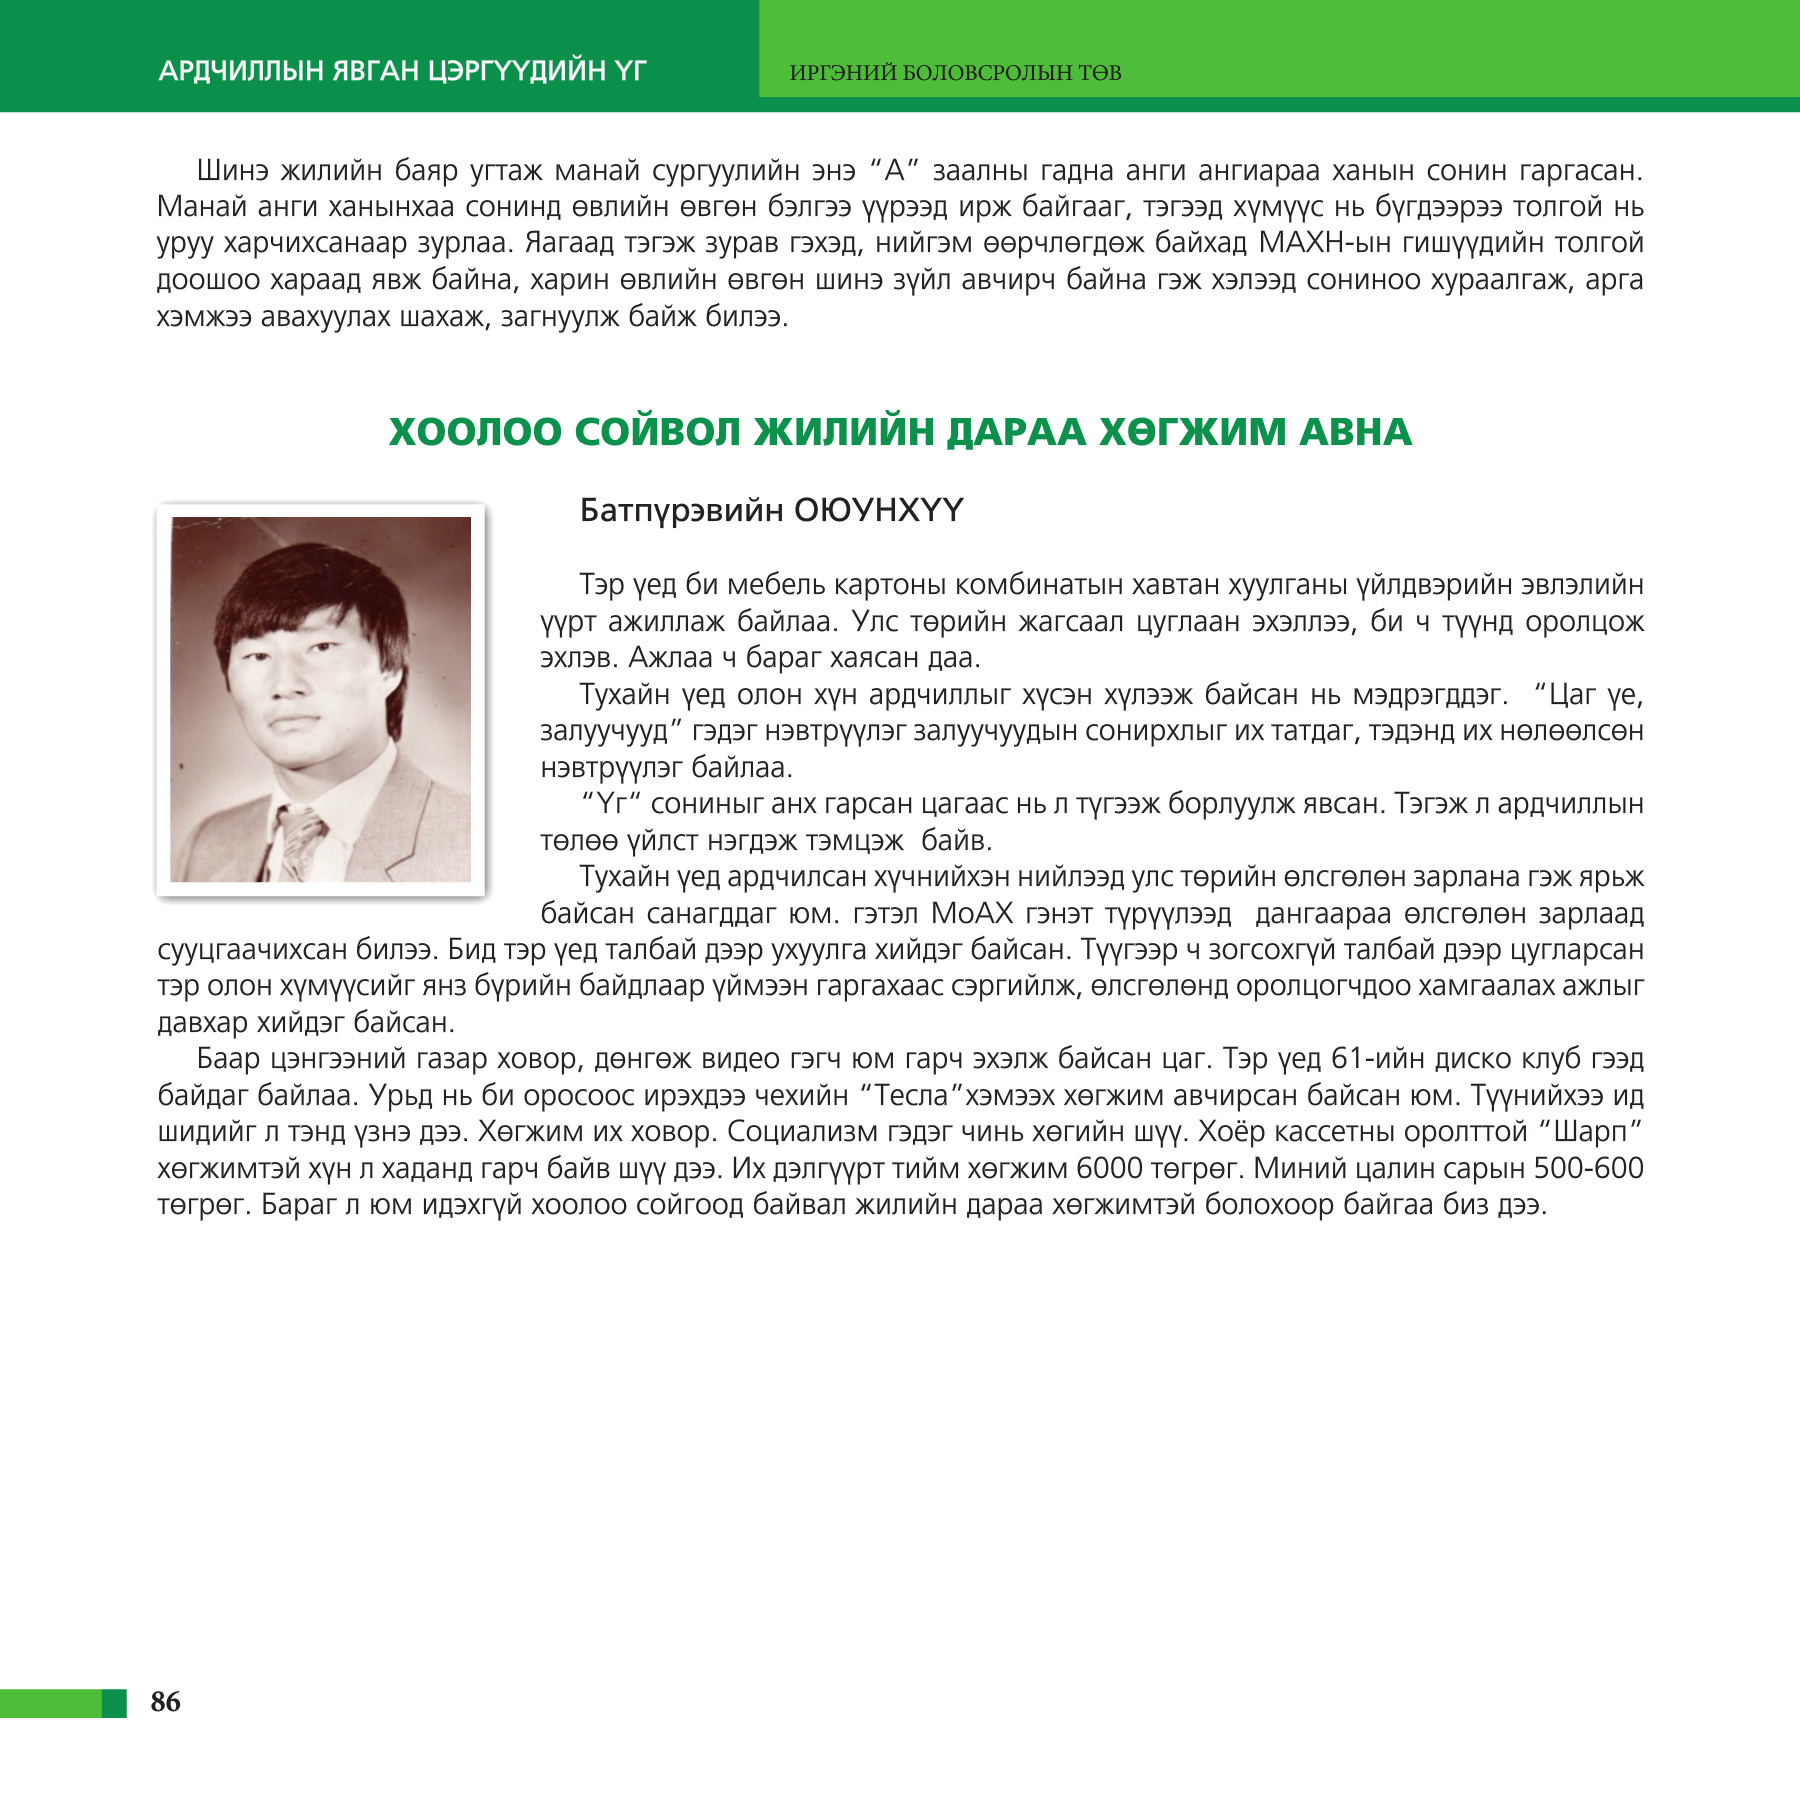 АРДЧИЛЛЫН ЯВГАН ЦЭРГҮҮДИЙН ҮГ
ИРГЭНИЙ БОЛОВСРОЛЫН ТӨВ
Шинэ жилийн баяр угтаж манай сургуулийн энэ “А” заалны гадна анги ангиараа ханын сонин гаргасан.
Манай анги ханынхаа сонинд өвлийн өвгөн бэлгээ үүрээд ирж байгааг, тэгээд хүмүүс нь бүгдээрээ толгой нь
уруу харчихсанаар зурлаа. Яагаад тэгэж зурав гэхэд, нийгэм өөрчлөгдөж байхад МАХН-ын гишүүдийн толгой
доошоо хараад явж байна, харин өвлийн өвгөн шинэ зүйл авчирч байна гэж хэлээд сониноо хураалгаж, арга
хэмжээ авахуулах шахаж, загнуулж байж билээ.
ХООЛОО СОЙВОЛ ЖИЛИЙН ДАРАА ХӨГЖИМ АВНА
Батпүрэвийн ОЮУНХҮҮ
Тэр үед би мебель картоны комбинатын хавтан хуулганы үйлдвэрийн эвлэлийн
үүрт ажиллаж байлаа. Улс төрийн жагсаал цуглаан эхэллээ, би ч түүнд оролцож
эхлэв. Ажлаа ч бараг хаясан даа.
Тухайн үед олон хүн ардчиллыг хүсэн хүлээж байсан нь мэдрэгддэг. “Цаг үе,
залуучууд” гэдэг нэвтрүүлэг залуучуудын сонирхлыг их татдаг, тэдэнд их нөлөөлсөн
нэвтрүүлэг байлаа.
“Үг“ сониныг анх гарсан цагаас нь л түгээж борлуулж явсан. Тэгэж л ардчиллын
төлөө үйлст нэгдэж тэмцэж байв.
Тухайн үед ардчилсан хүчнийхэн нийлээд улс төрийн өлсгөлөн зарлана гэж ярьж
байсан санагддаг юм. гэтэл МоАХ гэнэт түрүүлээд дангаараа өлсгөлөн зарлаад
сууцгаачихсан билээ. Бид тэр үед талбай дээр ухуулга хийдэг байсан. Түүгээр ч зогсохгүй талбай дээр цугларсан
тэр олон хүмүүсийг янз бүрийн байдлаар үймээн гаргахаас сэргийлж, өлсгөлөнд оролцогчдоо хамгаалах ажлыг
давхар хийдэг байсан.
Баар цэнгээний газар ховор, дөнгөж видео гэгч юм гарч эхэлж байсан цаг. Тэр үед 61-ийн диско клуб гээд
байдаг байлаа. Урьд нь би оросоос ирэхдээ чехийн “Тесла”хэмээх хөгжим авчирсан байсан юм. Түүнийхээ ид
шидийг л тэнд үзнэ дээ. Хөгжим их ховор. Социализм гэдэг чинь хөгийн шүү. Хоёр кассетны оролттой “Шарп”
хөгжимтэй хүн л хаданд гарч байв шүү дээ. Их дэлгүүрт тийм хөгжим 6000 төгрөг. Миний цалин сарын 500-600
төгрөг. Бараг л юм идэхгүй хоолоо сойгоод байвал жилийн дараа хөгжимтэй болохоор байгаа биз дээ.
86